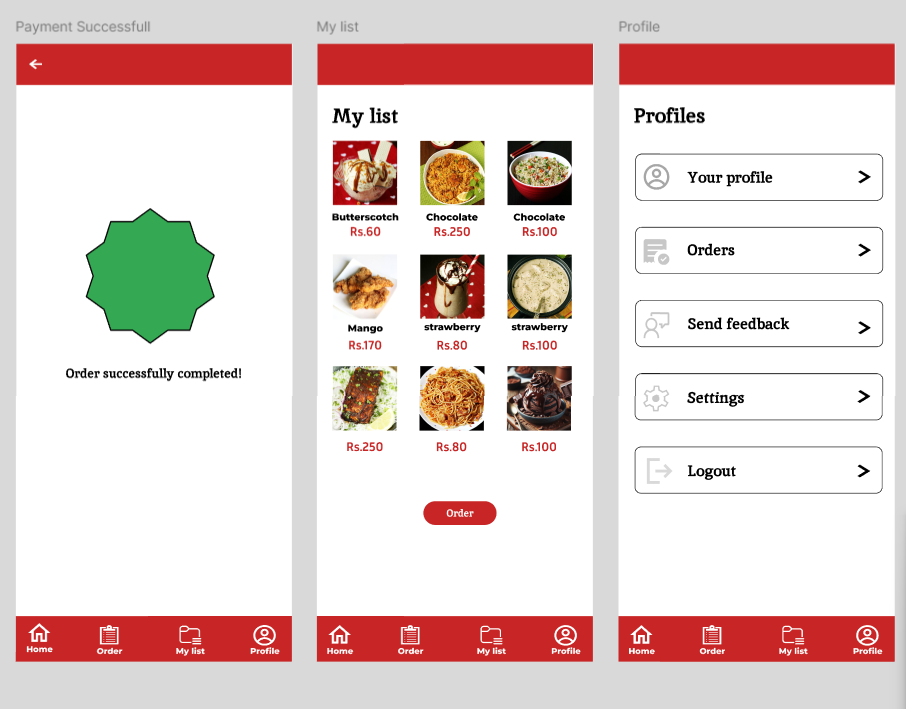 Payment Successfull
My list
Profile
My list
Profiles
Butterscotch
Chocolate
Chocolate
Rs.60
Rs.250
Rs.100
Mango
strawberry
strawberry
Rs.170
Rs.80
Rs.100
Rs.250
Rs.80
Rs.100
Order
Order successfully completed!
Your profile
Orders
Send feedback
Settings
Logout
Home
Order
My list
Profile
Home
Order
My list
Profile
Home
Order
My list
Profile